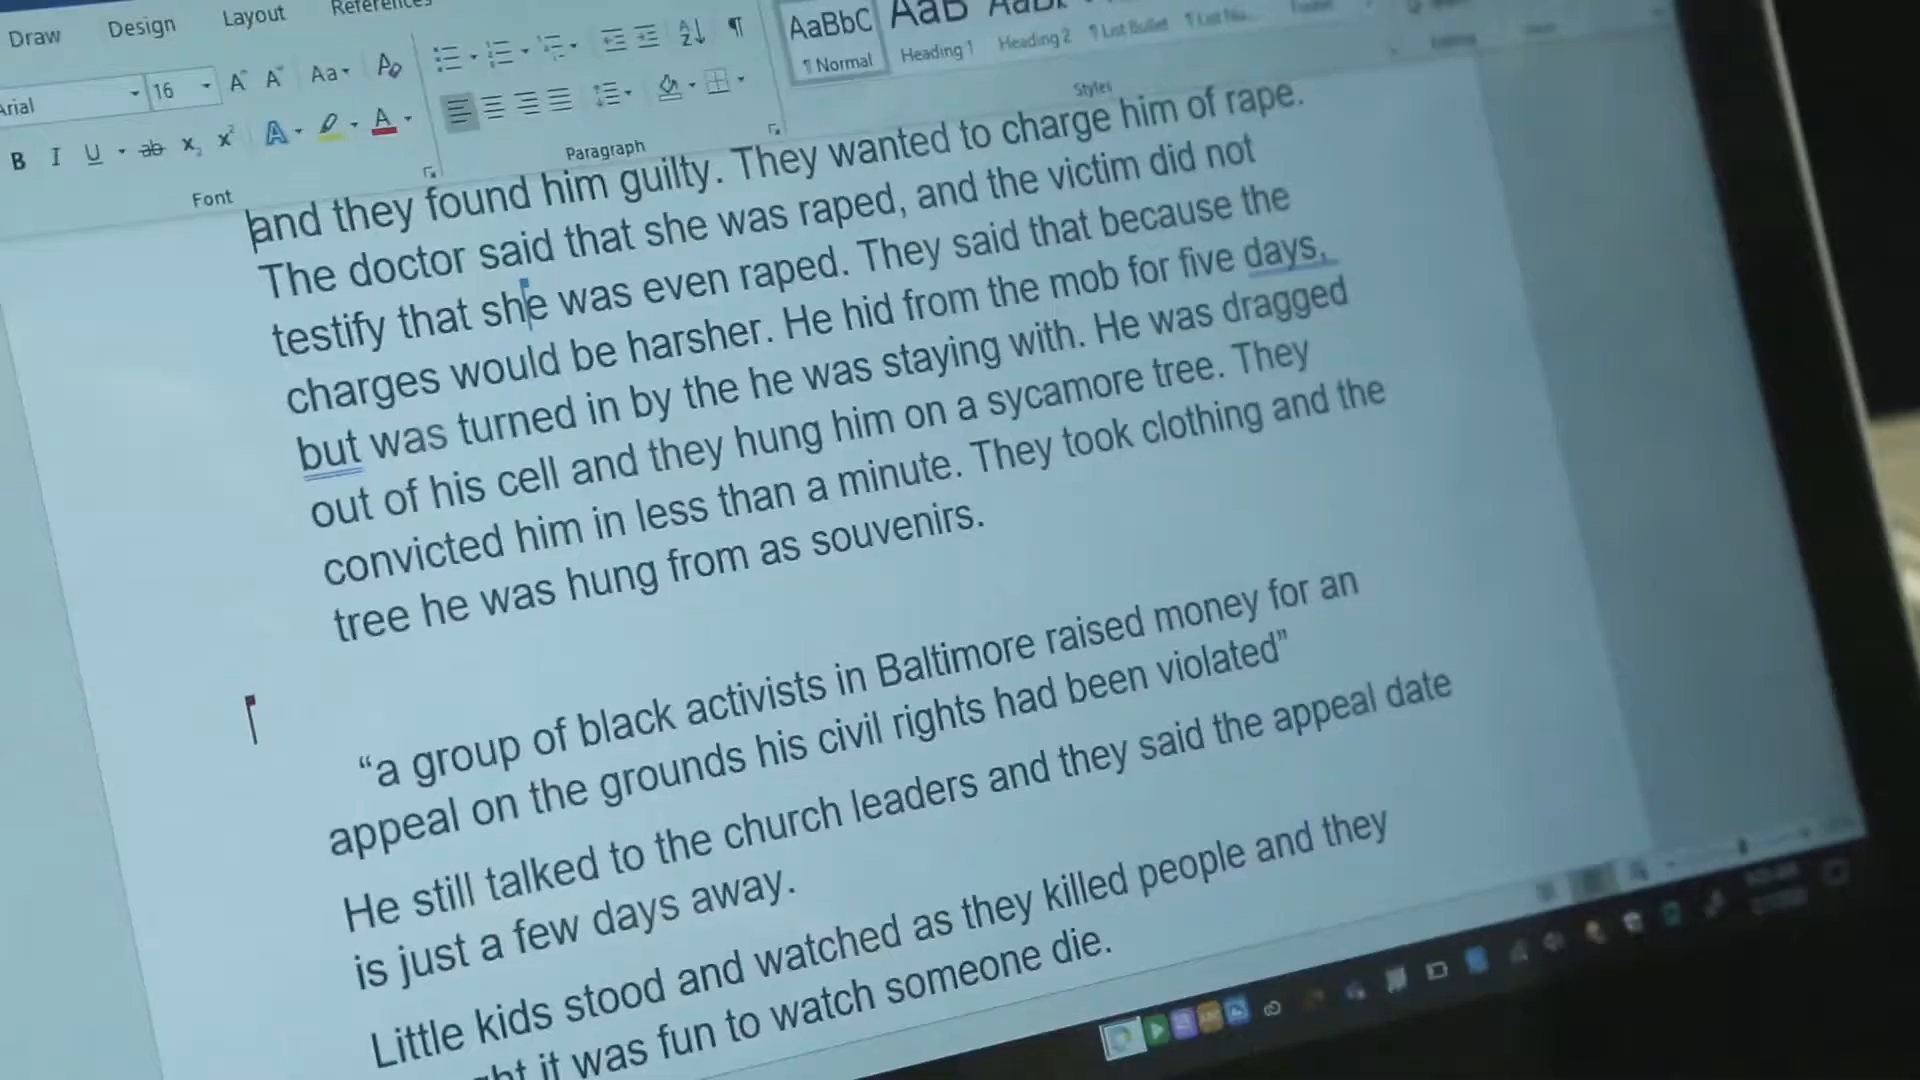 Draw Design Layout References
Arial 16 Aa AaBbC AaB
Normal Heading 1 Heading 2 List Bullet
B I U ab x₂ x² A A
Font Paragraph Styles
and they found him guilty. They wanted to charge him of rape.
The doctor said that she was raped, and the victim did not
testify that she was even raped. They said that because the
charges would be harsher. He hid from the mob for five days,
but was turned in by the he was staying with. He was dragged
out of his cell and they hung him on a sycamore tree. They
convicted him in less than a minute. They took clothing and the
tree he was hung from as souvenirs.
“a group of black activists in Baltimore raised money for an
appeal on the grounds his civil rights had been violated”
He still talked to the church leaders and they said the appeal date
is just a few days away.
Little kids stood and watched as they killed people and they
it was fun to watch someone die.